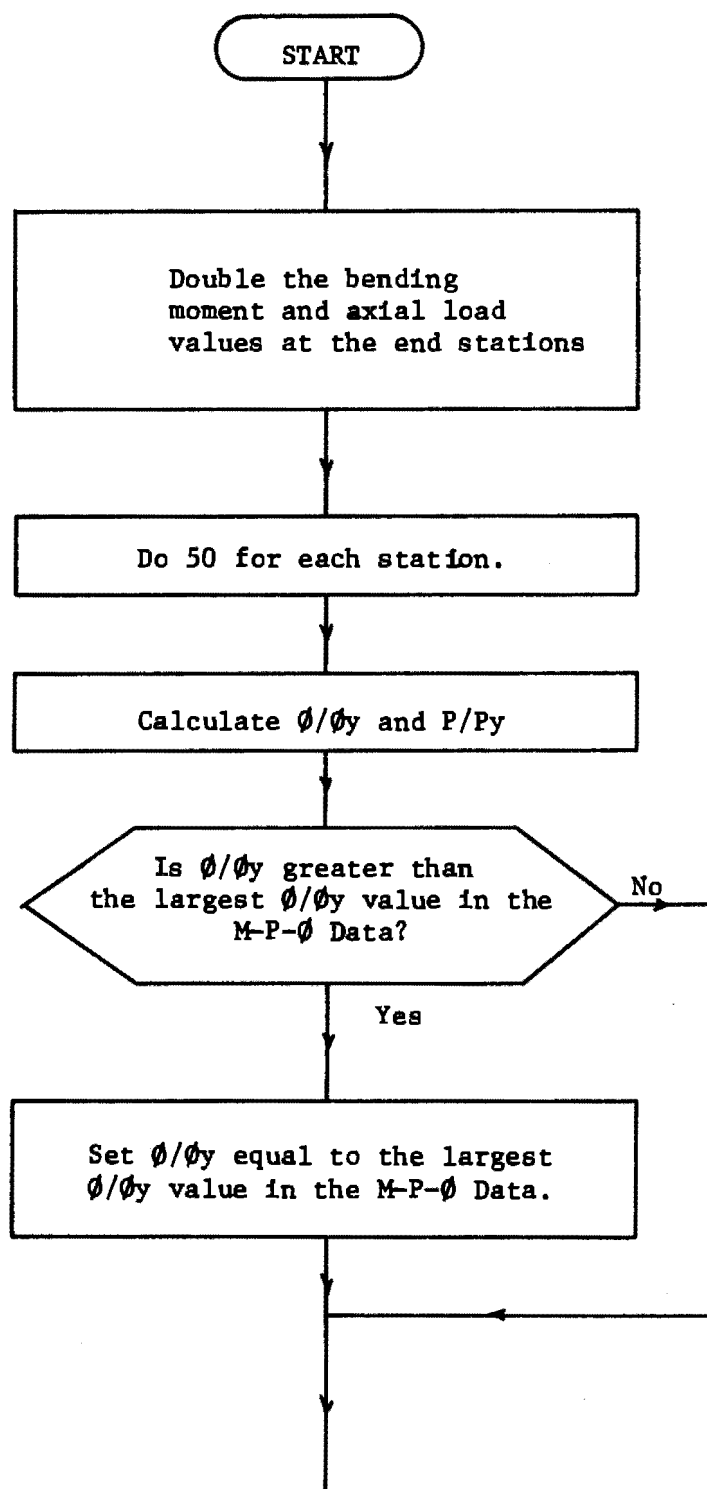 START
Double the bending
moment and axial load
values at the end stations
Do 50 for each station.
Calculate Ø/Øy and P/Py
Is Ø/Øy greater than
the largest Ø/Øy value in the
M-P-Ø Data?
No
Yes
Set Ø/Øy equal to the largest
Ø/Øy value in the M-P-Ø Data.